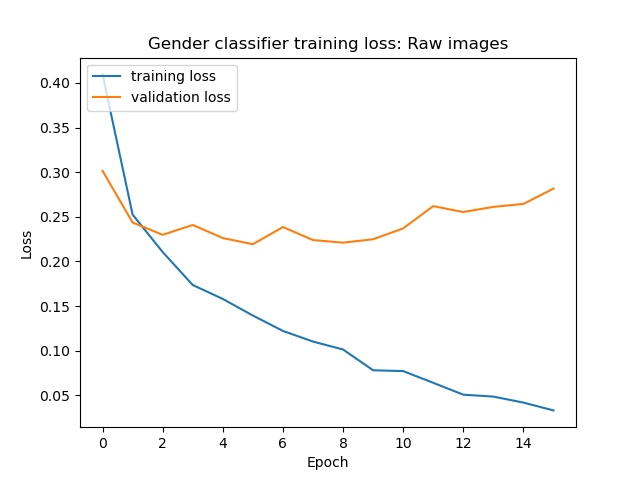 Gender classifier training loss: Raw images
training loss
validation loss
0.40
0.35
0.30
0.25
0.20
0.15
0.10
0.05
Loss
0 2 4 6 8 10 12 14
Epoch